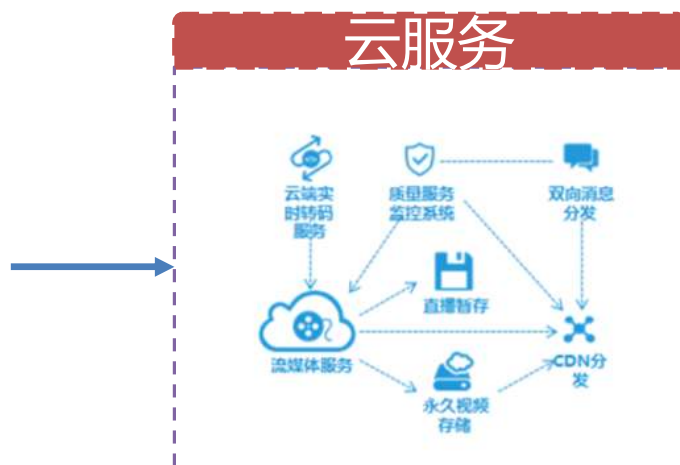 云服务
云端实
时转码
服务
质量服务
监控系统
双向消息
分发
直播暂存
流媒体服务
CDN分
发
永久视频
存储